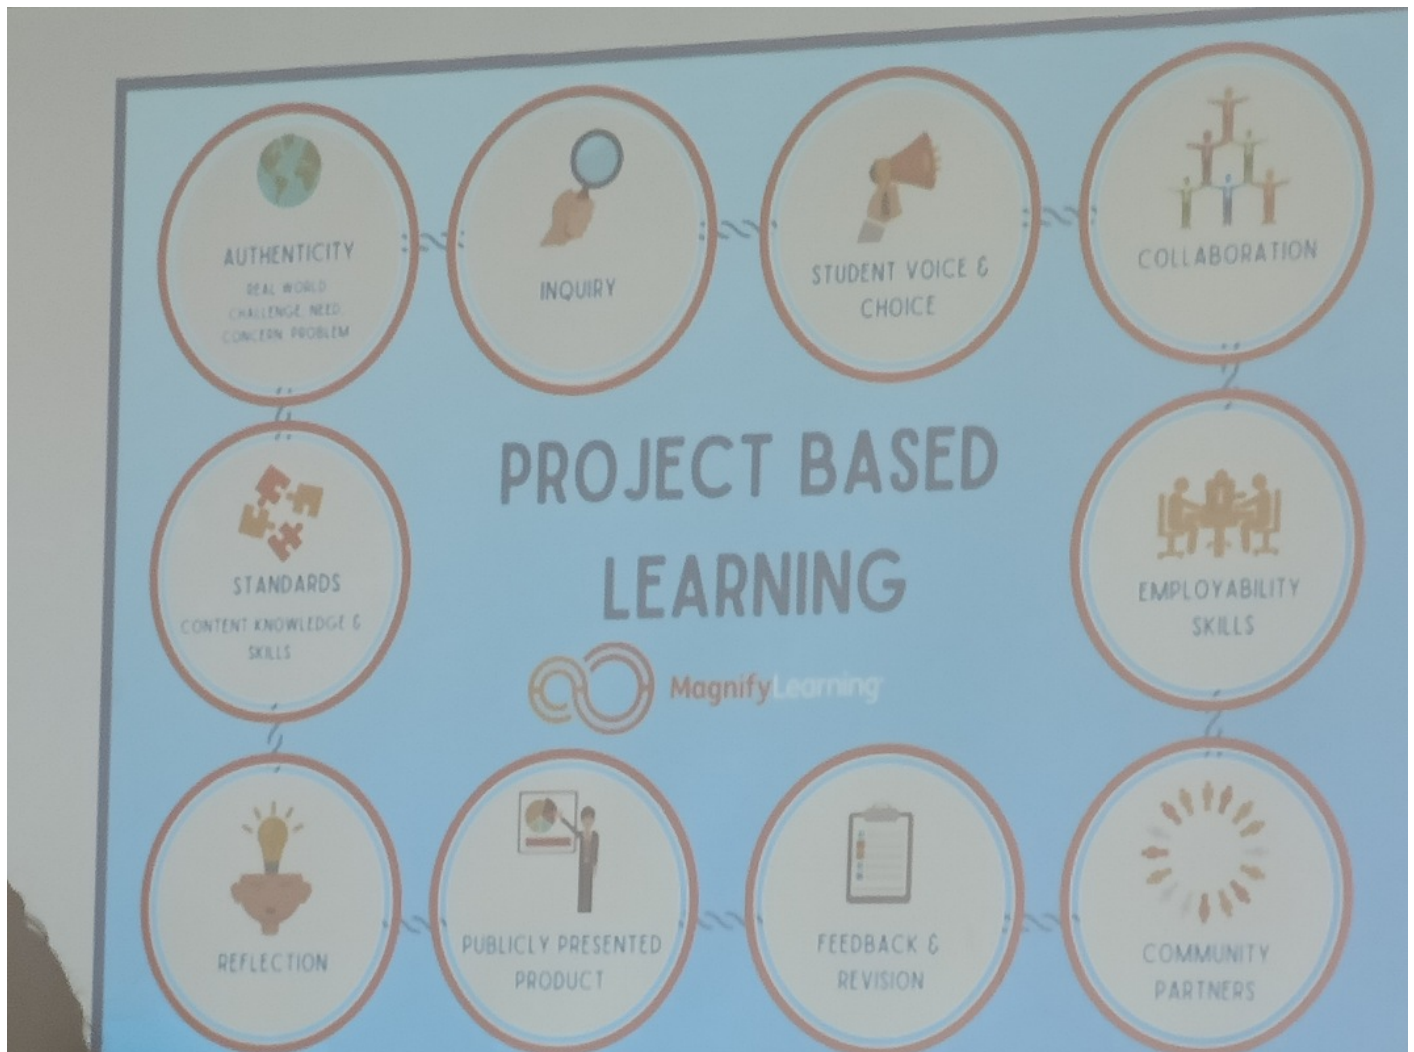 AUTHENTICITY
REAL WORLD
CHALLENGE, NEED,
CONCERN, PROBLEM
INQUIRY
STUDENT VOICE &
CHOICE
COLLABORATION
PROJECT BASED
LEARNING
MagnifyLearning
STANDARDS
CONTENT KNOWLEDGE &
SKILLS
EMPLOYABILITY
SKILLS
REFLECTION
PUBLICLY PRESENTED
PRODUCT
FEEDBACK &
REVISION
COMMUNITY
PARTNERS